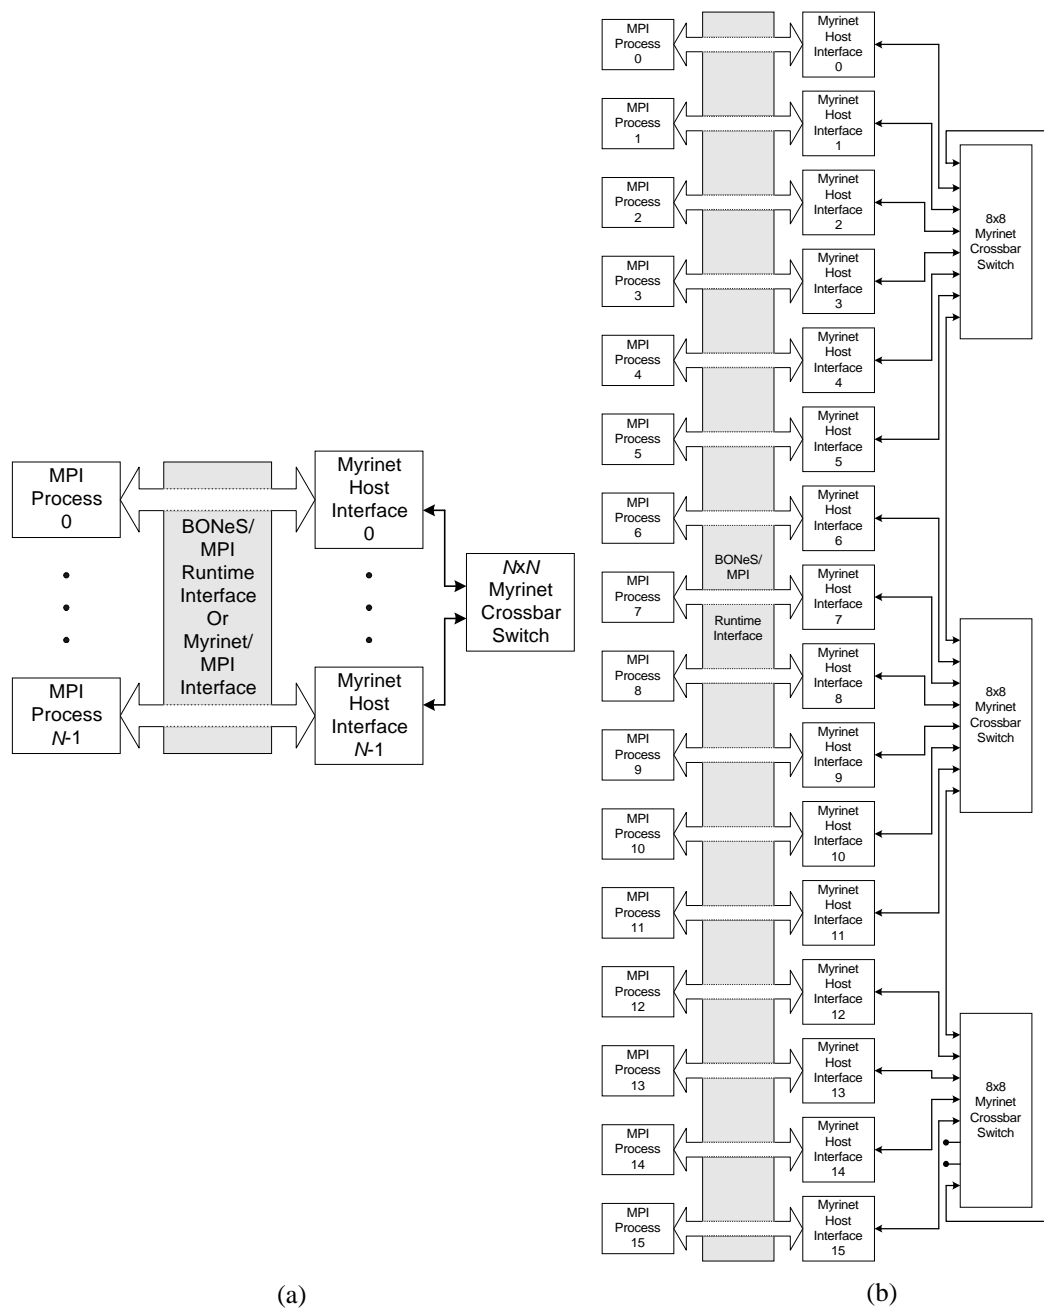 MPI
Process
0
BONeS/
MPI
Runtime
Interface
Or
Myrinet/
MPI
Interface
Myrinet
Host
Interface
0
NxN
Myrinet
Crossbar
Switch
MPI
Process
N-1
Myrinet
Host
Interface
N-1
(a)
MPI
Process
0
Myrinet
Host
Interface
0
MPI
Process
1
Myrinet
Host
Interface
1
MPI
Process
2
Myrinet
Host
Interface
2
8x8
Myrinet
Crossbar
Switch
MPI
Process
3
Myrinet
Host
Interface
3
MPI
Process
4
Myrinet
Host
Interface
4
MPI
Process
5
Myrinet
Host
Interface
5
MPI
Process
6
Myrinet
Host
Interface
6
BONeS/
MPI
Runtime
Interface
MPI
Process
7
Myrinet
Host
Interface
7
MPI
Process
8
Myrinet
Host
Interface
8
8x8
Myrinet
Crossbar
Switch
MPI
Process
9
Myrinet
Host
Interface
9
MPI
Process
10
Myrinet
Host
Interface
10
MPI
Process
11
Myrinet
Host
Interface
11
MPI
Process
12
Myrinet
Host
Interface
12
MPI
Process
13
Myrinet
Host
Interface
13
8x8
Myrinet
Crossbar
Switch
MPI
Process
14
Myrinet
Host
Interface
14
MPI
Process
15
Myrinet
Host
Interface
15
(b)